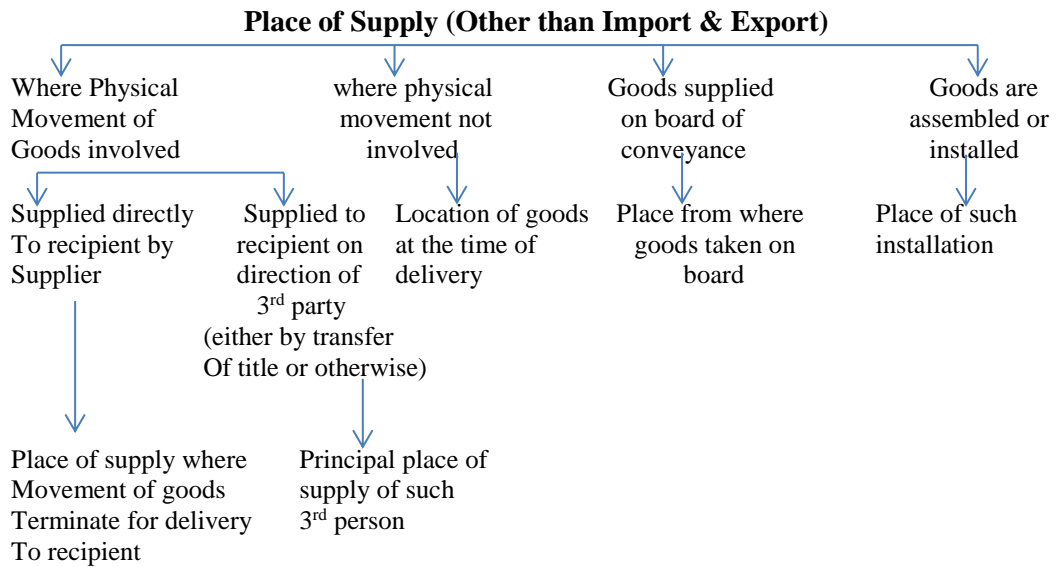 Place of Supply (Other than Import & Export)
Where Physical
Movement of
Goods involved
where physical
movement not
involved
Goods supplied
on board of
conveyance
Goods are
assembled or
installed
Supplied directly
To recipient by
Supplier
Supplied to
recipient on
direction of
3rd party
(either by transfer
Of title or otherwise)
Location of goods
at the time of
delivery
Place from where
goods taken on
board
Place of such
installation
Place of supply where
Movement of goods
Terminate for delivery
To recipient
Principal place of
supply of such
3rd person